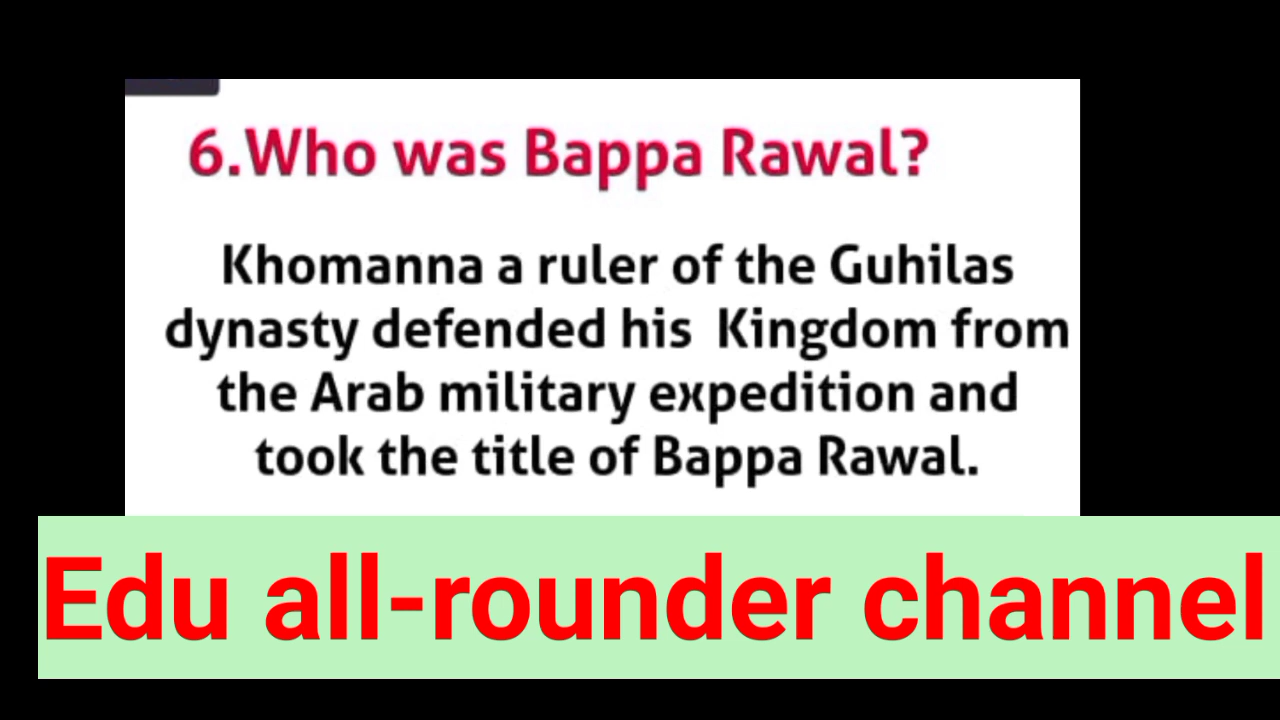 6.Who was Bappa Rawal?
Khomanna a ruler of the Guhilas
dynasty defended his Kingdom from
the Arab military expedition and
took the title of Bappa Rawal.
Edu all-rounder channel